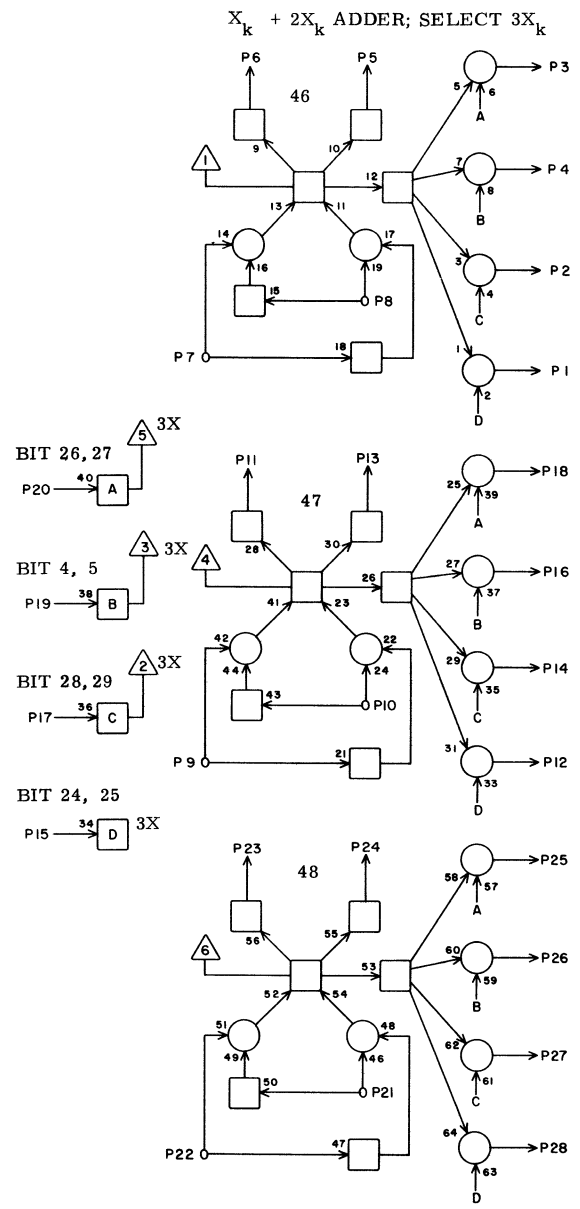 X_k + 2X_k ADDER; SELECT 3X_k
P6 46 P5 P3
9 10 5 6 A
1 12 7 8 P4
13 11 B
14 16 17 19 3 4 P2
15 P8 C
P7 18 1 2 P1
D
BIT 26, 27 5 3X
P20 40 A
BIT 4, 5 3 3X
P19 38 B
BIT 28, 29 2 3X
P17 36 C
BIT 24, 25
P15 34 D 3X
P11 47 P13 P18
28 30 25 39 A
4 26 27 37 P16
41 23 B
42 44 22 24 29 35 P14
43 P10 C
P9 21 31 33 P12
D
P23 48 P24 P25
56 55 58 57 A
6 53 60 59 P26
52 54 B
51 49 48 46 62 61 P27
50 P21 C
P22 47 64 63 P28
D